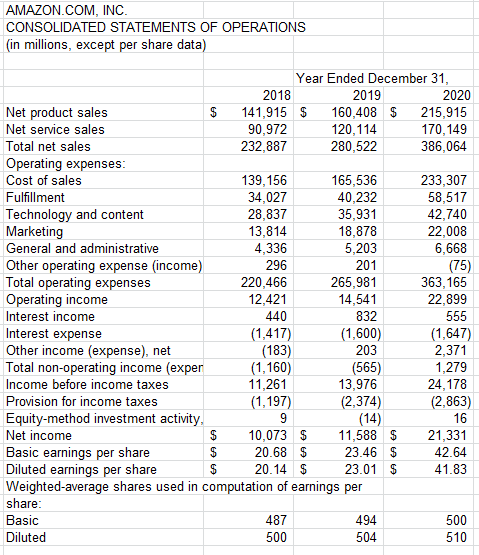 AMAZON.COM, INC.
CONSOLIDATED STATEMENTS OF OPERATIONS
(in millions, except per share data)
Year Ended December 31,
2018 2019 2020
Net product sales $ 141,915 $ 160,408 $ 215,915
Net service sales 90,972 120,114 170,149
Total net sales 232,887 280,522 386,064
Operating expenses:
Cost of sales 139,156 165,536 233,307
Fulfillment 34,027 40,232 58,517
Technology and content 28,837 35,931 42,740
Marketing 13,814 18,878 22,008
General and administrative 4,336 5,203 6,668
Other operating expense (income) 296 201 (75)
Total operating expenses 220,466 265,981 363,165
Operating income 12,421 14,541 22,899
Interest income 440 832 555
Interest expense (1,417) (1,600) (1,647)
Other income (expense), net (183) 203 2,371
Total non-operating income (expen (1,160) (565) 1,279
Income before income taxes 11,261 13,976 24,178
Provision for income taxes (1,197) (2,374) (2,863)
Equity-method investment activity, 9 (14) 16
Net income $ 10,073 $ 11,588 $ 21,331
Basic earnings per share $ 20.68 $ 23.46 $ 42.64
Diluted earnings per share $ 20.14 $ 23.01 $ 41.83
Weighted-average shares used in computation of earnings per
share:
Basic 487 494 500
Diluted 500 504 510